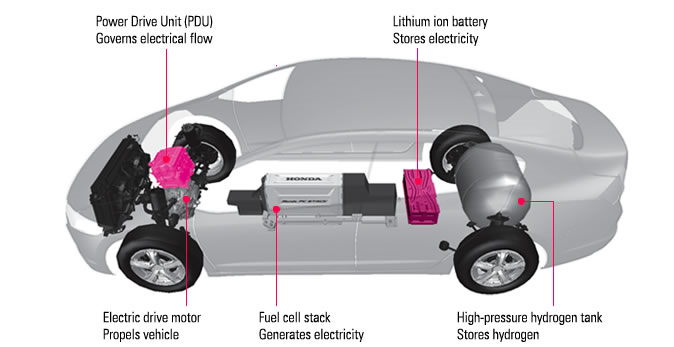 Power Drive Unit (PDU)
Governs electrical flow
Lithium ion battery
Stores electricity
HONDA
Electric drive motor
Propels vehicle
Fuel cell stack
Generates electricity
High-pressure hydrogen tank
Stores hydrogen